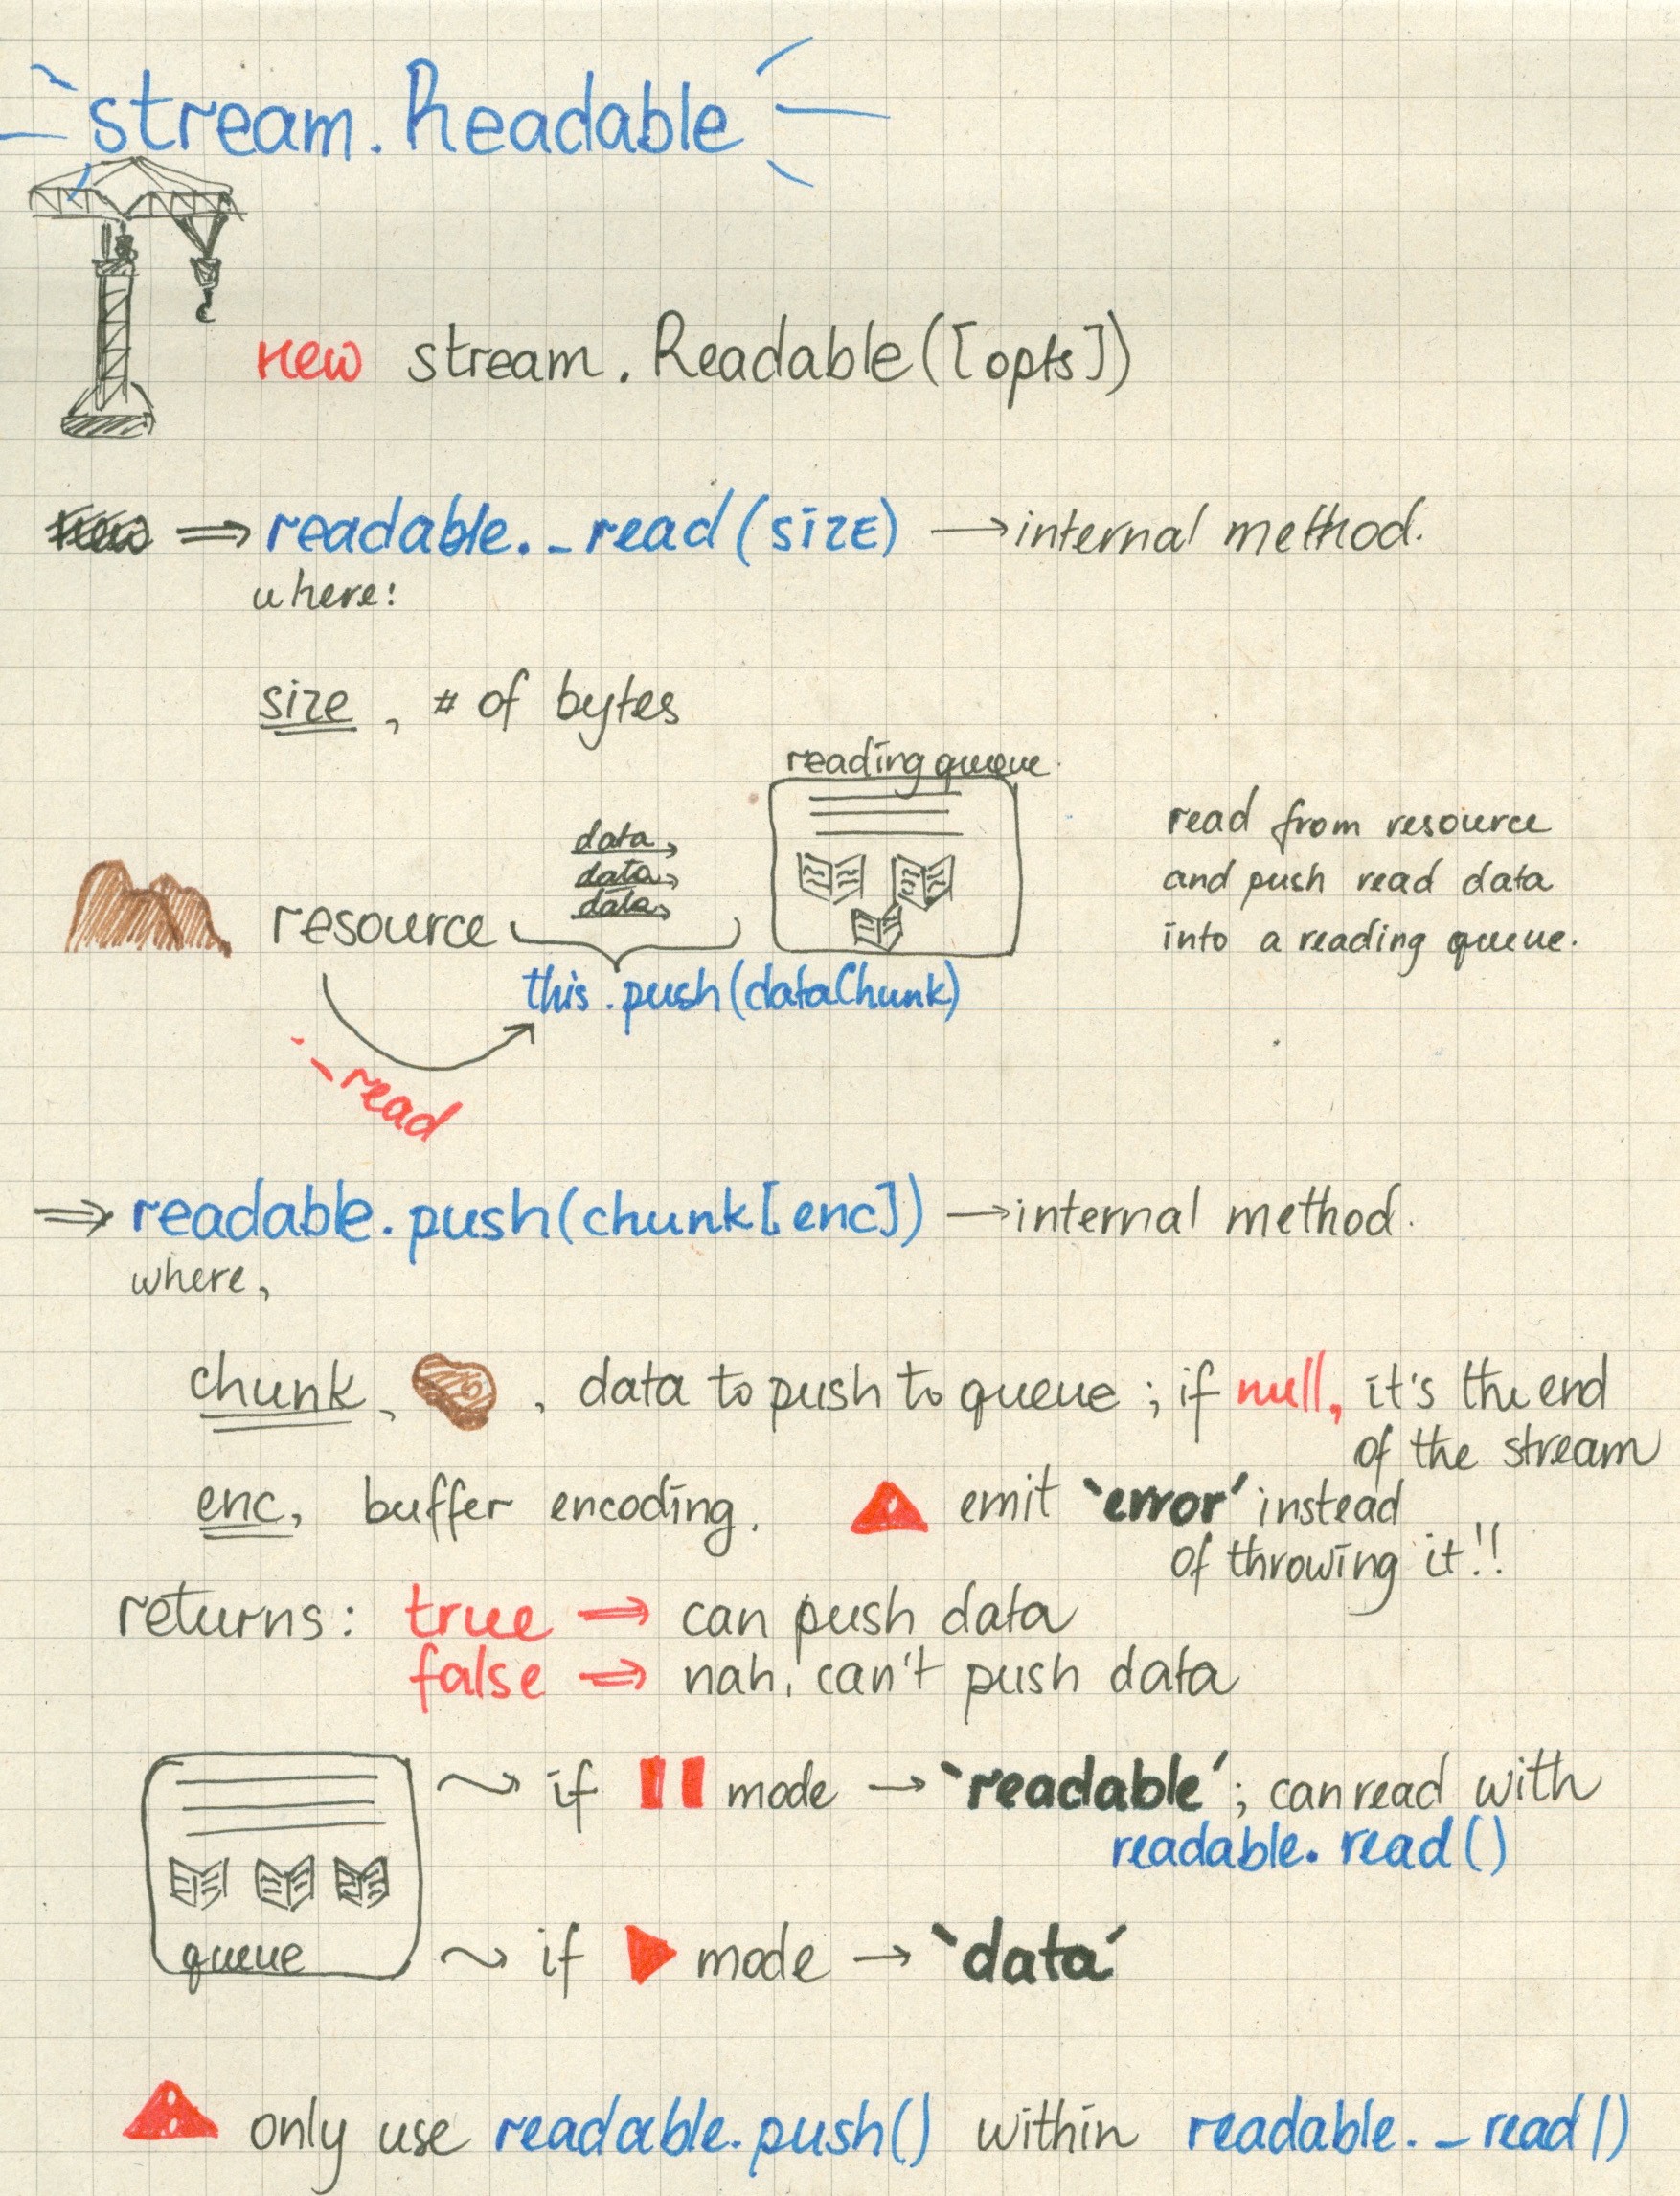 stream.Readable
new stream.Readable([opts])
⇒ readable._read(size) → internal method.
where:
size, # of bytes
reading queue
data
data
data
resource
this.push(dataChunk)
._read
read from resource
and push read data
into a reading queue.
⇒ readable.push(chunk[,enc]) → internal method.
where,
chunk, , data to push to queue; if null, it's the end
of the stream
enc, buffer encoding. emit `error´ instead
of throwing it!!
returns: true ⇒ can push data
false ⇒ nah, can't push data
if mode → `readable´; can read with
readable.read()
queue
if mode → `data´
only use readable.push() within readable._read()